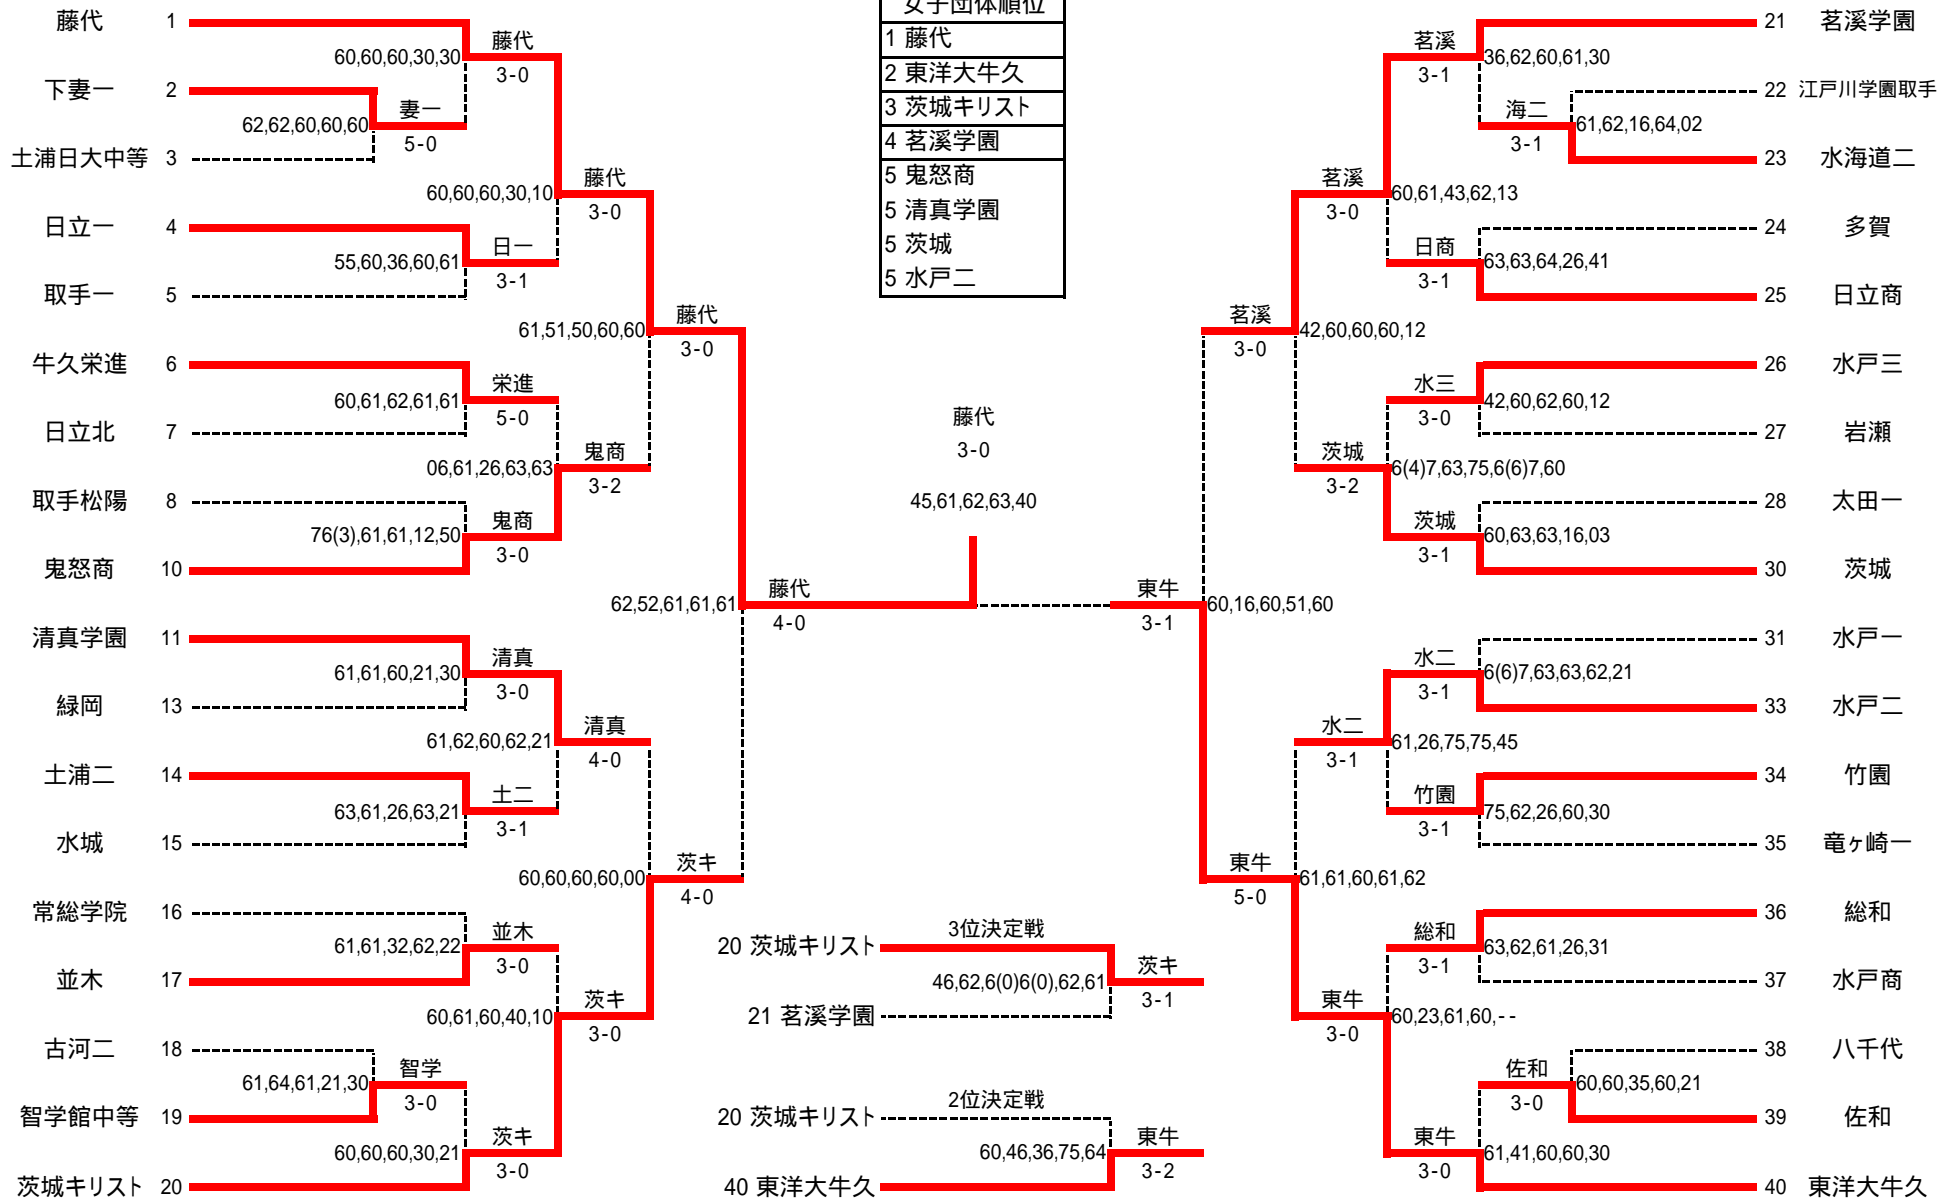 女子団体順位
1 藤代
2 東洋大牛久
3 茨城キリスト
4 茗溪学園
5 鬼怒商
5 清真学園
5 茨城
5 水戸二
藤代 1
60,60,60,30,30
藤代
3-0
下妻一 2
62,62,60,60,60
妻一
5-0
土浦日大中等 3
60,60,60,30,10
藤代
3-0
日立一 4
55,60,36,60,61
日一
3-1
取手一 5
61,51,50,60,60
藤代
3-0
牛久栄進 6
60,61,62,61,61
栄進
5-0
日立北 7
06,61,26,63,63
鬼商
3-2
取手松陽 8
76(3),61,61,12,50
鬼商
3-0
鬼怒商 10
62,52,61,61,61
藤代
4-0
清真学園 11
61,61,60,21,30
清真
3-0
緑岡 13
61,62,60,62,21
清真
4-0
土浦二 14
63,61,26,63,21
土二
3-1
水城 15
60,60,60,60,00
茨キ
4-0
常総学院 16
61,61,32,62,22
並木
3-0
並木 17
60,61,60,40,10
茨キ
3-0
古河二 18
61,64,61,21,30
智学
3-0
智学館中等 19
60,60,60,30,21
茨キ
3-0
茨城キリスト 20
藤代
3-0
45,61,62,63,40
3位決定戦
20 茨城キリスト
46,62,6(0)6(0),62,61
茨キ
3-1
21 茗溪学園
2位決定戦
20 茨城キリスト
60,46,36,75,64
東牛
3-2
40 東洋大牛久
21 茗溪学園
茗溪
3-1
36,62,60,61,30
22 江戸川学園取手
海二
3-1
61,62,16,64,02
23 水海道二
茗溪
3-0
60,61,43,62,13
24 多賀
日商
3-1
63,63,64,26,41
25 日立商
茗溪
3-0
42,60,60,60,12
26 水戸三
水三
3-0
42,60,62,60,12
27 岩瀬
茨城
3-2
6(4)7,63,75,6(6)7,60
28 太田一
茨城
3-1
60,63,63,16,03
30 茨城
東牛
3-1
60,16,60,51,60
31 水戸一
水二
3-1
6(6)7,63,63,62,21
33 水戸二
水二
3-1
61,26,75,75,45
34 竹園
竹園
3-1
75,62,26,60,30
35 竜ヶ崎一
東牛
5-0
61,61,60,61,62
36 総和
総和
3-1
63,62,61,26,31
37 水戸商
東牛
3-0
60,23,61,60,--
38 八千代
佐和
3-0
60,60,35,60,21
39 佐和
東牛
3-0
61,41,60,60,30
40 東洋大牛久